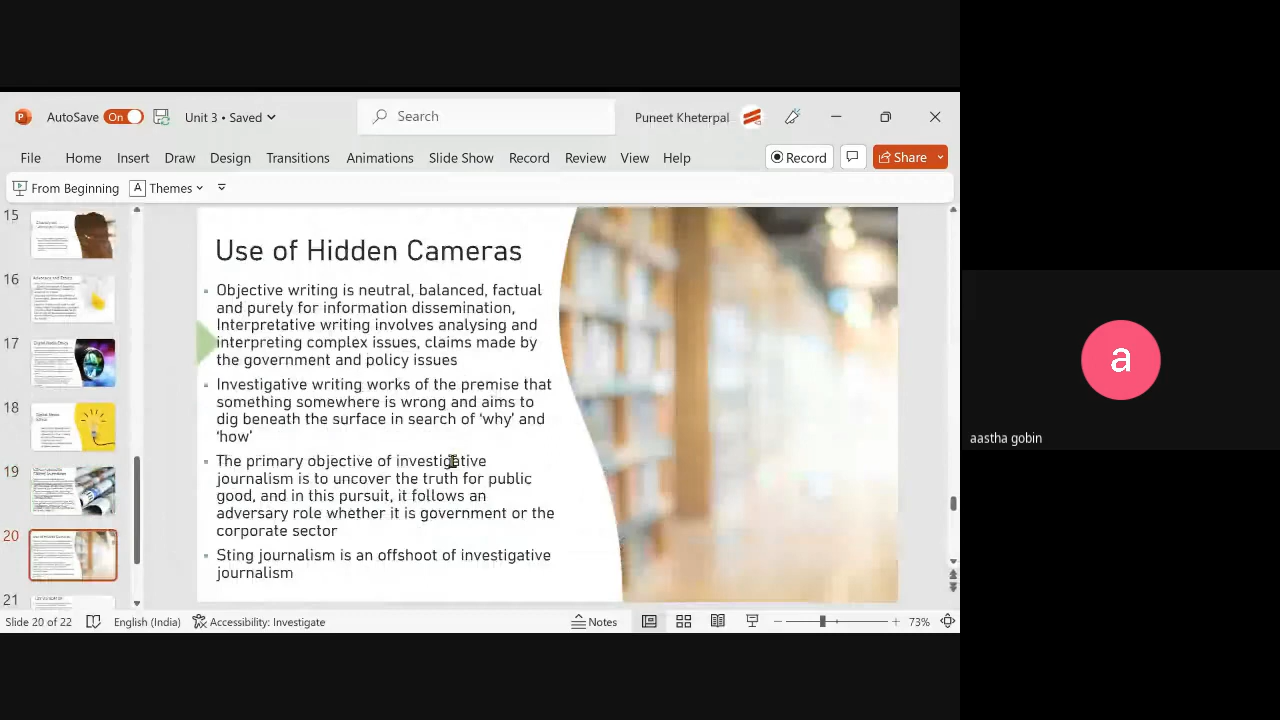 AutoSave On Unit 3 • Saved Search Puneet Kheterpal
File Home Insert Draw Design Transitions Animations Slide Show Record Review View Help Record Share
From Beginning A Themes
15
16
17
18
19
20
21
Use of Hidden Cameras
Objective writing is neutral, balanced, factual
and purely for information dissemination,
Interpretative writing involves analysing and
interpreting complex issues, claims made by
the government and policy issues
Investigative writing works of the premise that
something somewhere is wrong and aims to
dig beneath the surface in search of 'why' and
'how'
The primary objective of investigative
journalism is to uncover the truth for public
good, and in this pursuit, it follows an
adversary role whether it is government or the
corporate sector
Sting journalism is an offshoot of Investigative
journalism
a
aastha gobin
Slide 20 of 22 English (India) Accessibility: Investigate Notes 73%